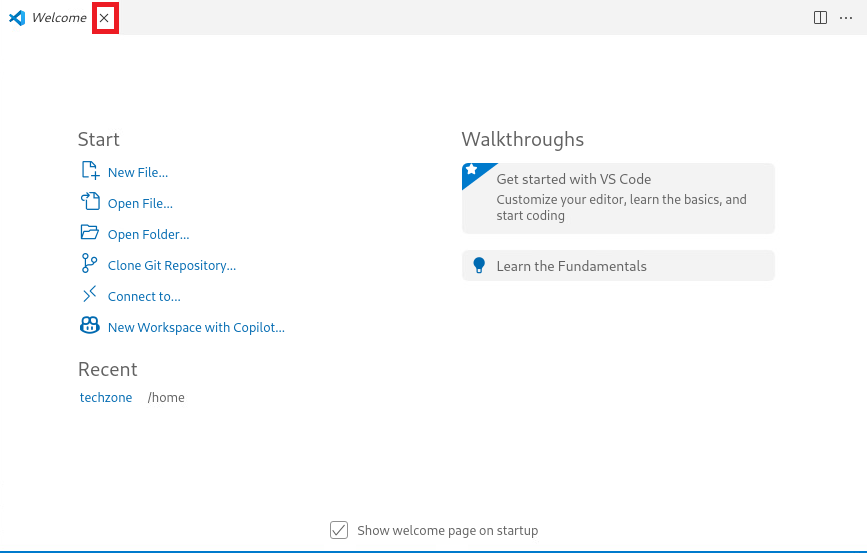 Welcome
Start
New File...
Open File...
Open Folder...
Clone Git Repository...
Connect to...
New Workspace with Copilot...
Recent
techzone /home
Walkthroughs
Get started with VS Code
Customize your editor, learn the basics, and
start coding
Learn the Fundamentals
Show welcome page on startup